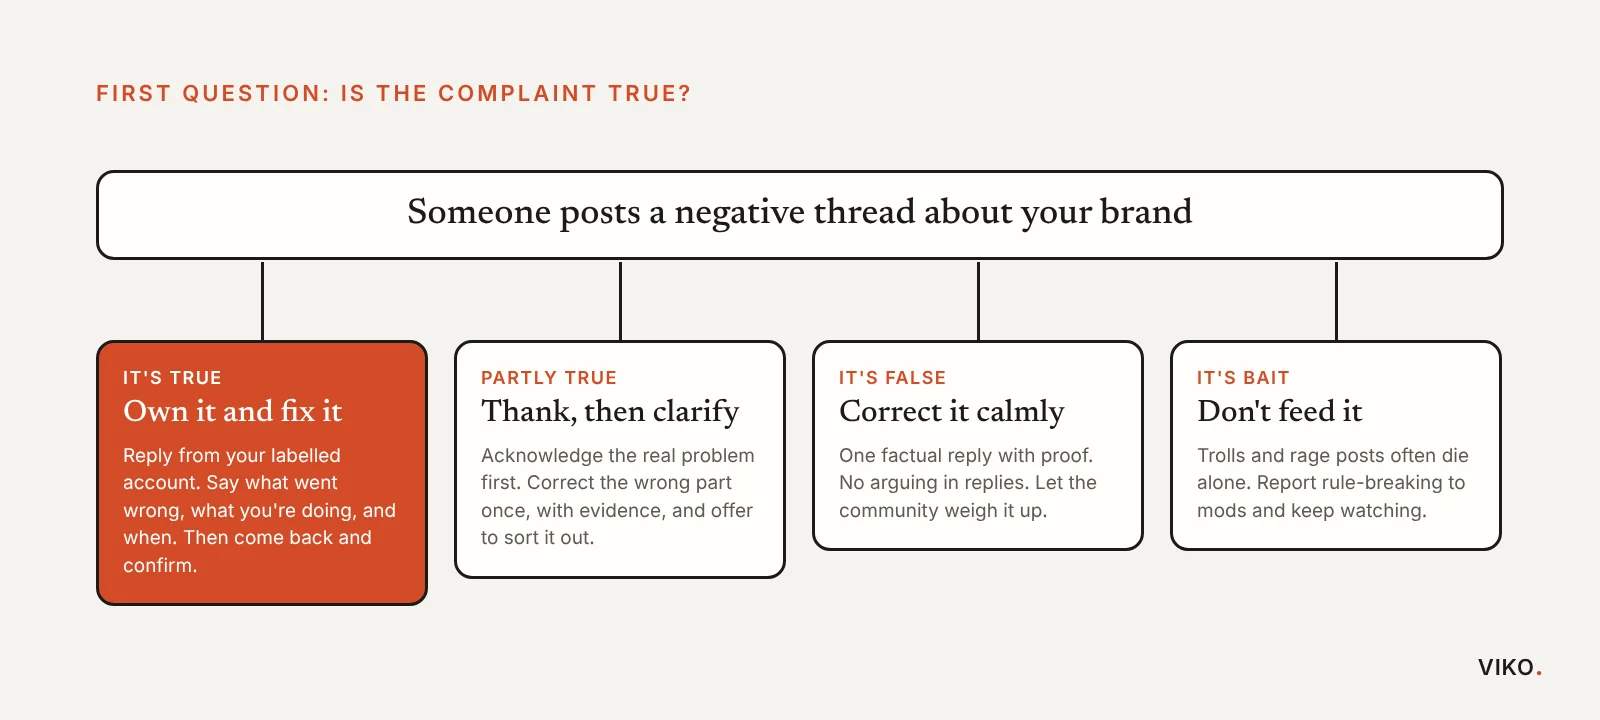 FIRST QUESTION: IS THE COMPLAINT TRUE?
Someone posts a negative thread about your brand
IT'S TRUE
Own it and fix it
Reply from your labelled
account. Say what went
wrong, what you're doing, and
when. Then come back and
confirm.
PARTLY TRUE
Thank, then clarify
Acknowledge the real problem
first. Correct the wrong part
once, with evidence, and offer
to sort it out.
IT'S FALSE
Correct it calmly
One factual reply with proof.
No arguing in replies. Let the
community weigh it up.
IT'S BAIT
Don't feed it
Trolls and rage posts often die
alone. Report rule-breaking to
mods and keep watching.
VIKO.